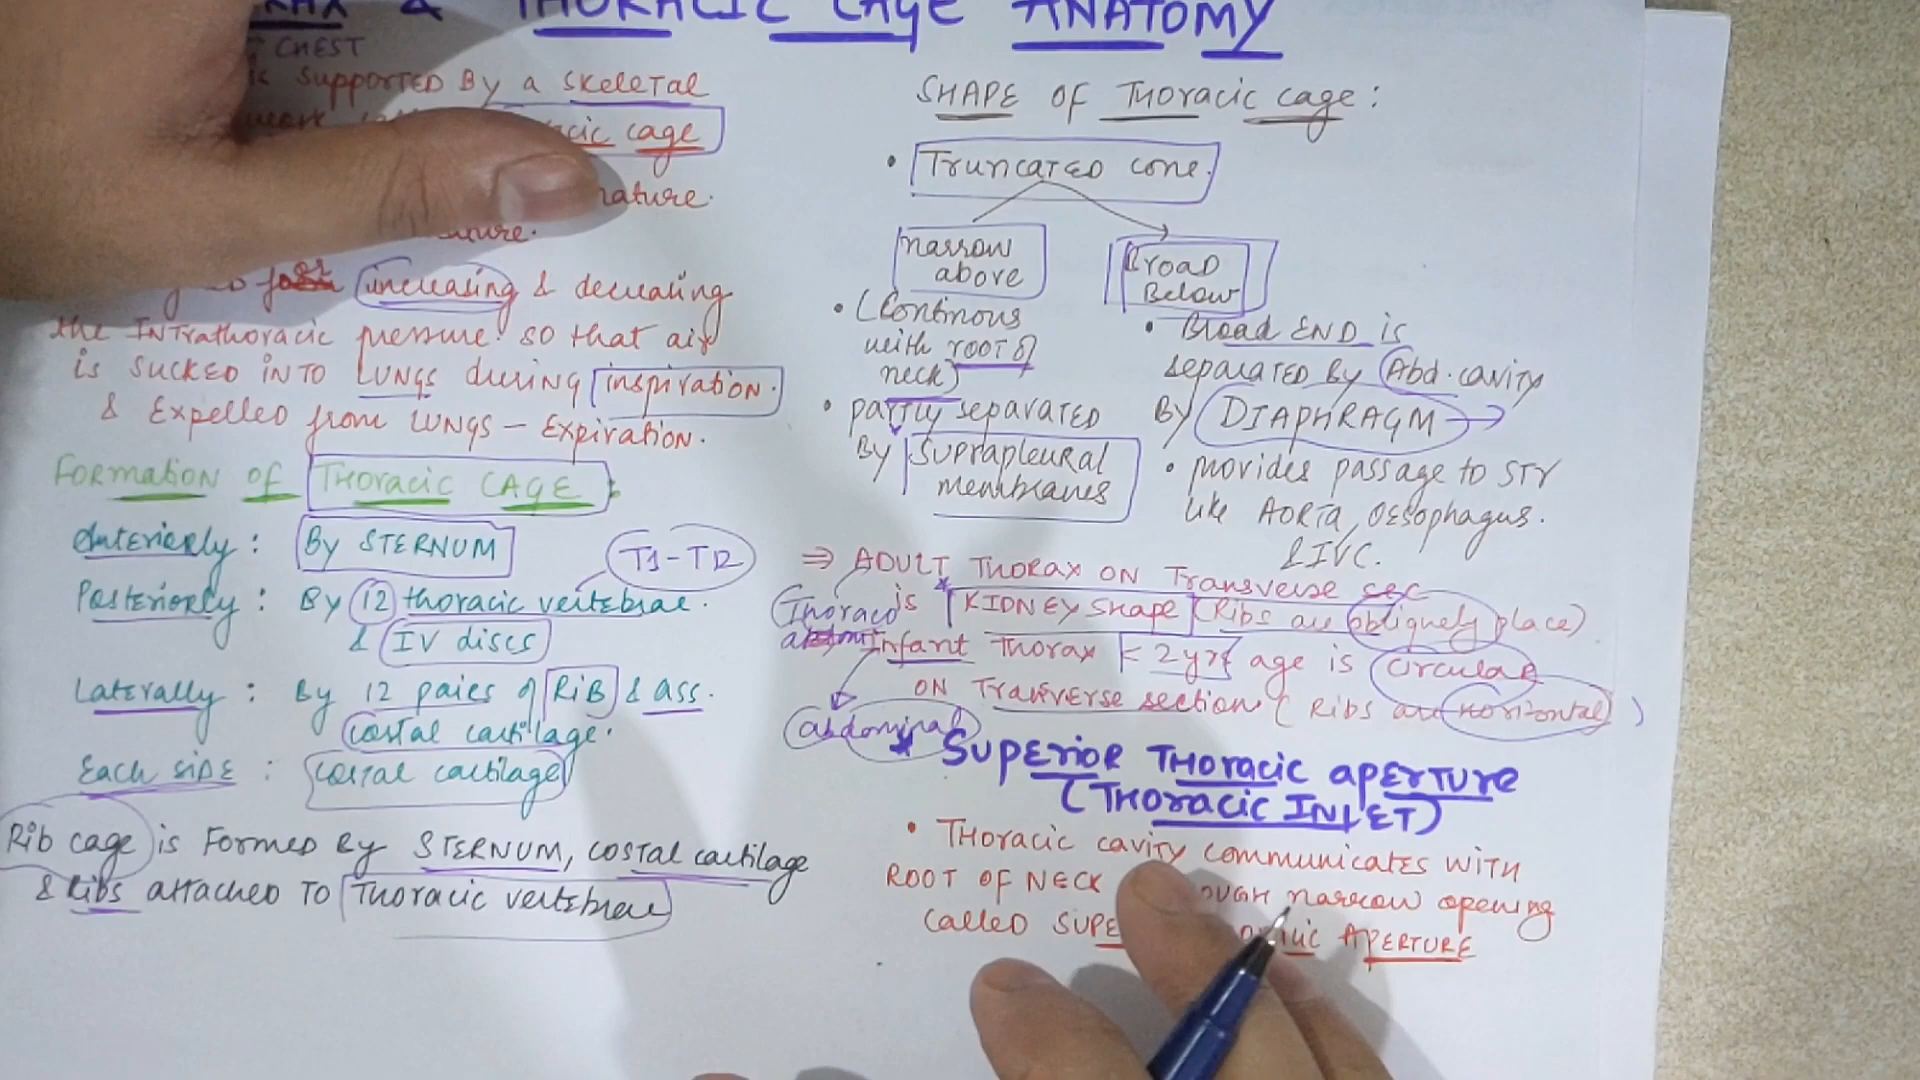 & THORACIC CAGE ANATOMY
CHEST
is supported By a skeletal
cic cage
nature.
increasing & decreasing
the INTrathoracic pressure so that air
is SUCKED INTO LUNGS during inspiration.
& Expelled from LUNGS - Expiration.
Formation of THoracic CAGE :
Anteriorly : By STERNUM
T1-T12
Posteriorly : By 12 thoracic vertebrae.
& IV discs
Laterally : By 12 pairs of RiB & ass.
costal cartilage.
Each SIDE : costal cartilage
Rib cage is Formed By STERNUM, costal cartilage
& Ribs attached To Thoracic vertebrae
SHAPE OF Thoracic cage :
• Truncated cone.
narrow
above
Broad
Below
• (Continous
with root of
neck)
• partly separated
By Suprapleural
membranes
• Broad END is
separated By Abd. cavity
By DIAPHRAGM →
• provides passage to STR
like AORTA, Oesophagus.
& IVC.
⇒ ADULT THORAX ON Transverse sec
Thoraco
is KIDNEY shape (Ribs are obliquely place)
Infant Thorax < 2 yrs age is circular
ON Transverse section (Ribs are Horizontal)
abdominal
* Superior THoracic aperture
(THoracic INLET)
• Thoracic cavity communicates with
ROOT OF NECK narrow opening
called APERTURE